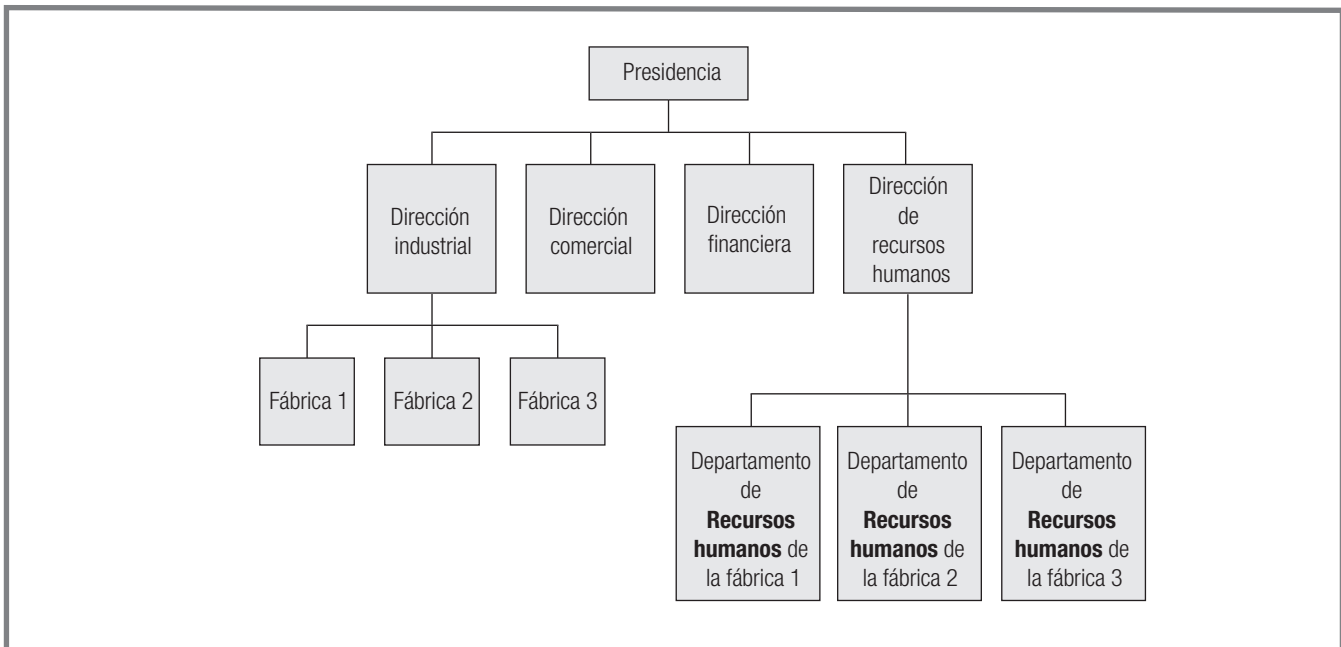 Presidencia
Dirección
industrial
Dirección
comercial
Dirección
financiera
Dirección
de
recursos
humanos
Fábrica 1
Fábrica 2
Fábrica 3
Departamento
de
Recursos
humanos de
la fábrica 1
Departamento
de
Recursos
humanos de
la fábrica 2
Departamento
de
Recursos
humanos de
la fábrica 3